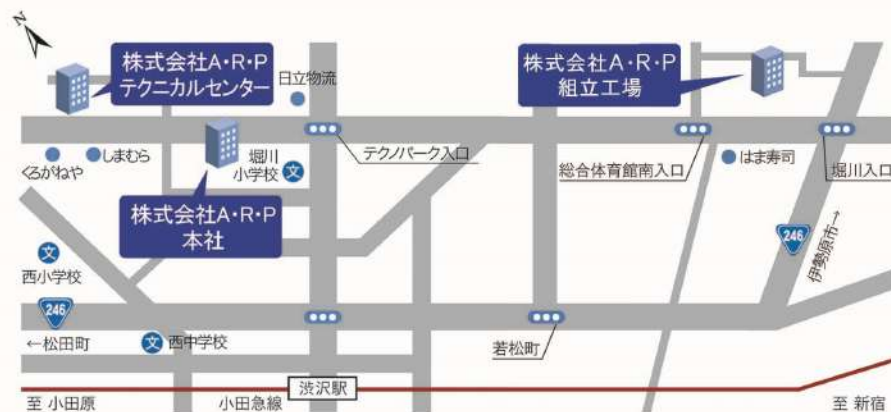 N
株式会社A・R・P
テクニカルセンター
日立物流
株式会社A・R・P
組立工場
くろがねや
しまむら
堀川
小学校
文
テクノパーク入口
総合体育館南入口
はま寿司
堀川入口
株式会社A・R・P
本社
文
西小学校
246
伊勢原市→
246
←松田町
文
西中学校
若松町
渋沢駅
至 小田原
小田急線
至 新宿